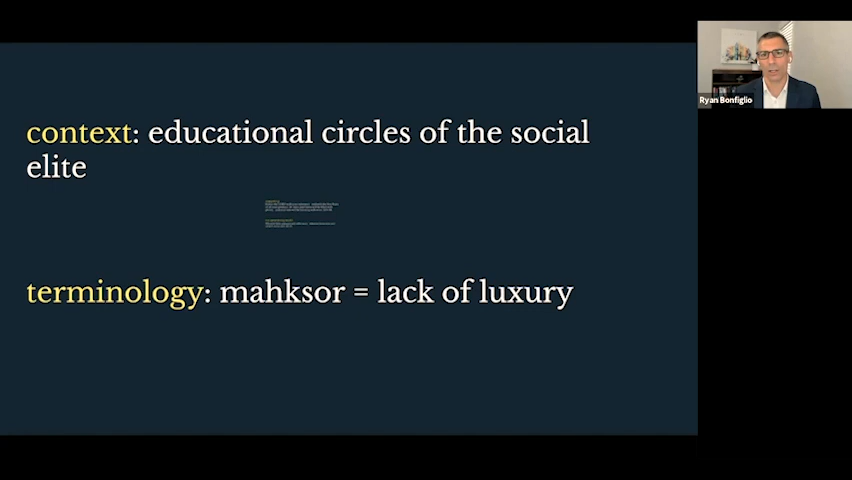 context: educational circles of the social
elite
terminology: mahksor = lack of luxury
Ryan Bonfiglio